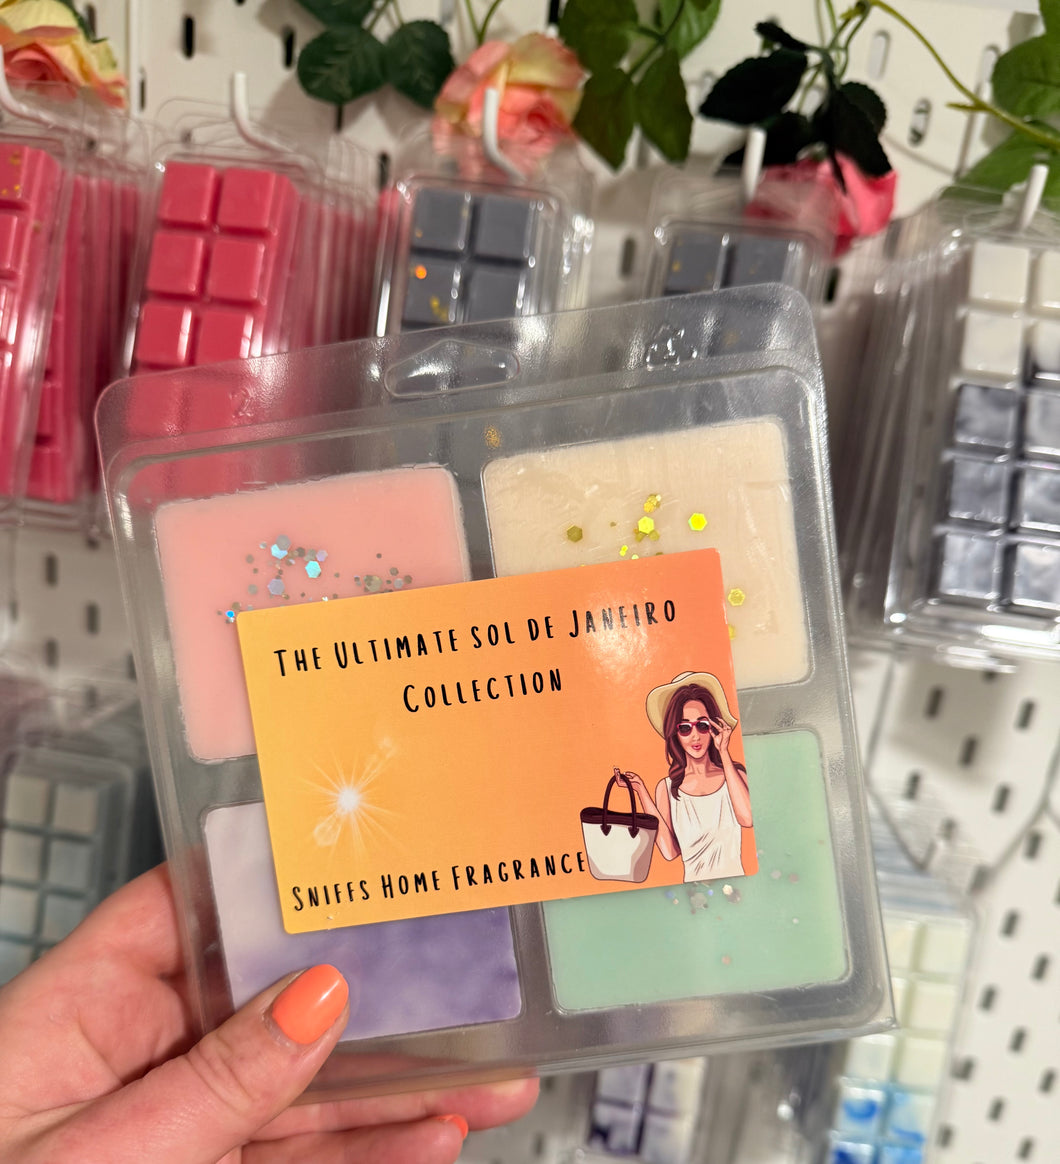 The Ultimate sol de Janeiro
Collection
Sniffs Home Fragrance